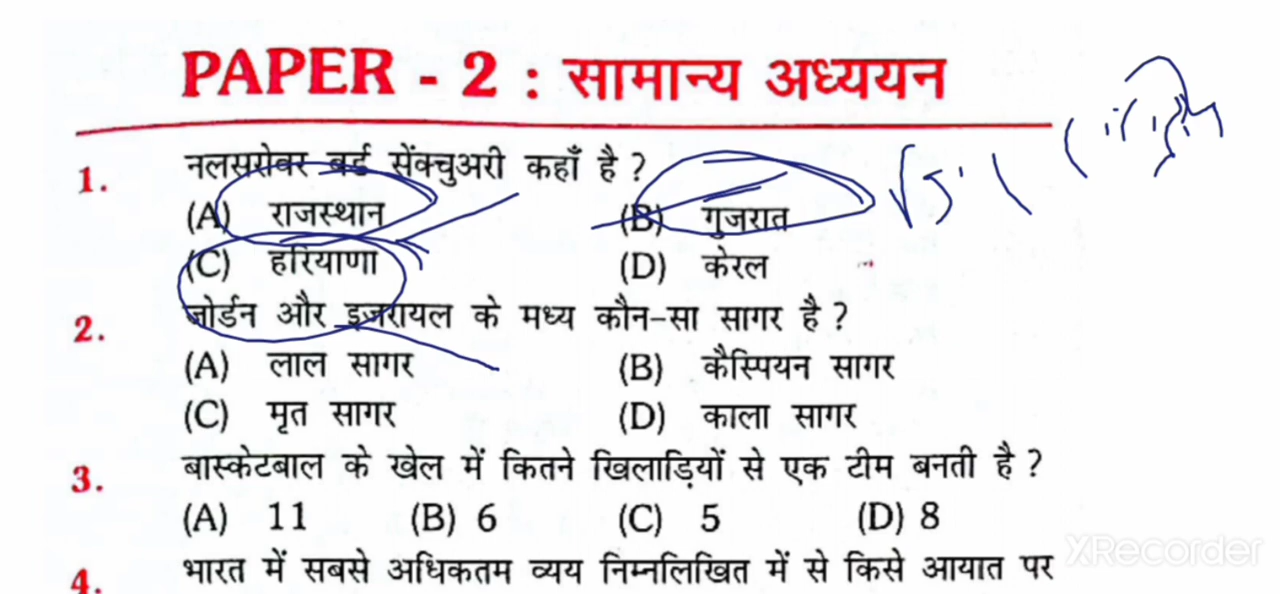 PAPER - 2 : सामान्य अध्ययन
1. नलसरोवर बर्ड सेंक्चुअरी कहाँ है ?
(A) राजस्थान (B) गुजरात
(C) हरियाणा (D) केरल
2. जोर्डन और इजरायल के मध्य कौन-सा सागर है ?
(A) लाल सागर (B) कैस्पियन सागर
(C) मृत सागर (D) काला सागर
3. बास्केटबाल के खेल में कितने खिलाड़ियों से एक टीम बनती है ?
(A) 11 (B) 6 (C) 5 (D) 8
4. भारत में सबसे अधिकतम व्यय निम्नलिखित में से किसे आयात पर
XRecorder